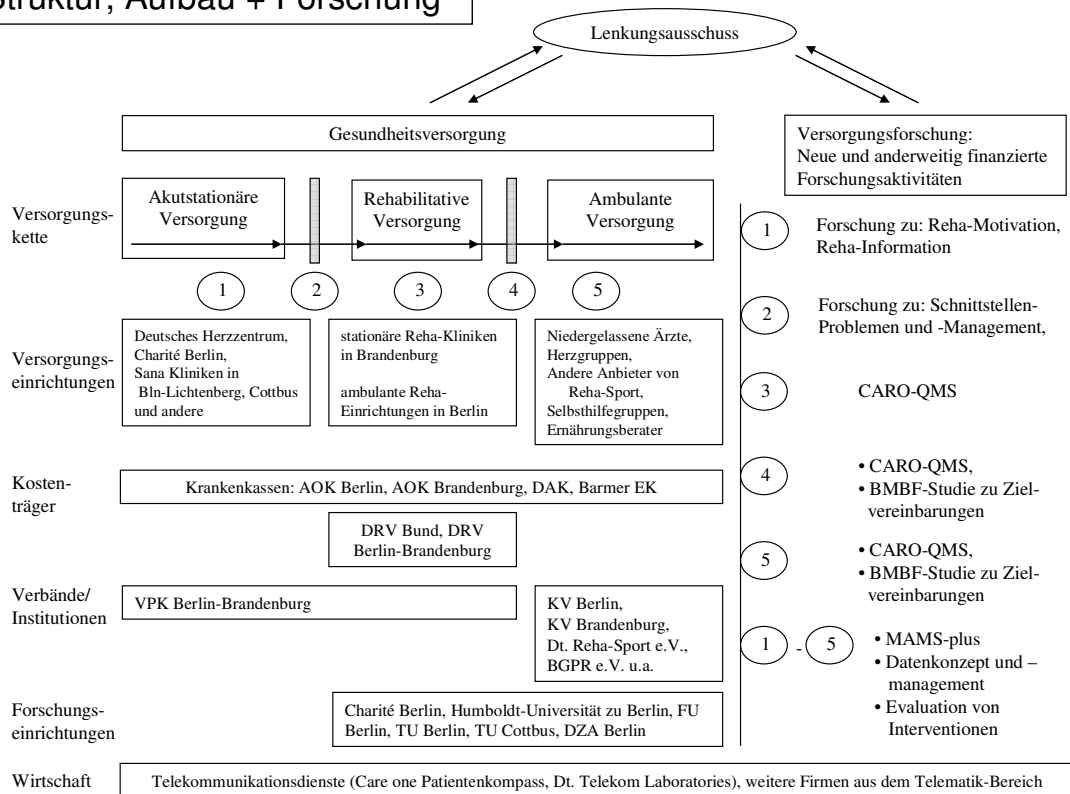 Struktur, Aufbau + Forschung
Lenkungsausschuss
Gesundheitsversorgung
Versorgungsforschung:
Neue und anderweitig finanzierte
Forschungsaktivitäten
Versorgungs-
kette
Akutstationäre
Versorgung
Rehabilitative
Versorgung
Ambulante
Versorgung
1
2
3
4
5
Versorgungs-
einrichtungen
Deutsches Herzzentrum,
Charité Berlin,
Sana Kliniken in
Bln-Lichtenberg, Cottbus
und andere
stationäre Reha-Kliniken
in Brandenburg
ambulante Reha-
Einrichtungen in Berlin
Niedergelassene Ärzte,
Herzgruppen,
Andere Anbieter von
Reha-Sport,
Selbsthilfegruppen,
Ernährungsberater
Kosten-
träger
Krankenkassen: AOK Berlin, AOK Brandenburg, DAK, Barmer EK
DRV Bund, DRV
Berlin-Brandenburg
Verbände/
Institutionen
VPK Berlin-Brandenburg
KV Berlin,
KV Brandenburg,
Dt. Reha-Sport e.V.,
BGPR e.V. u.a.
Forschungs-
einrichtungen
Charité Berlin, Humboldt-Universität zu Berlin, FU
Berlin, TU Berlin, TU Cottbus, DZA Berlin
1 Forschung zu: Reha-Motivation,
Reha-Information
2 Forschung zu: Schnittstellen-
Problemen und -Management,
3 CARO-QMS
4 • CARO-QMS,
• BMBF-Studie zu Ziel-
vereinbarungen
5 • CARO-QMS,
• BMBF-Studie zu Ziel-
vereinbarungen
1 - 5 • MAMS-plus
• Datenkonzept und –
management
• Evaluation von
Interventionen
Wirtschaft
Telekommunikationsdienste (Care one Patientenkompass, Dt. Telekom Laboratories), weitere Firmen aus dem Telematik-Bereich